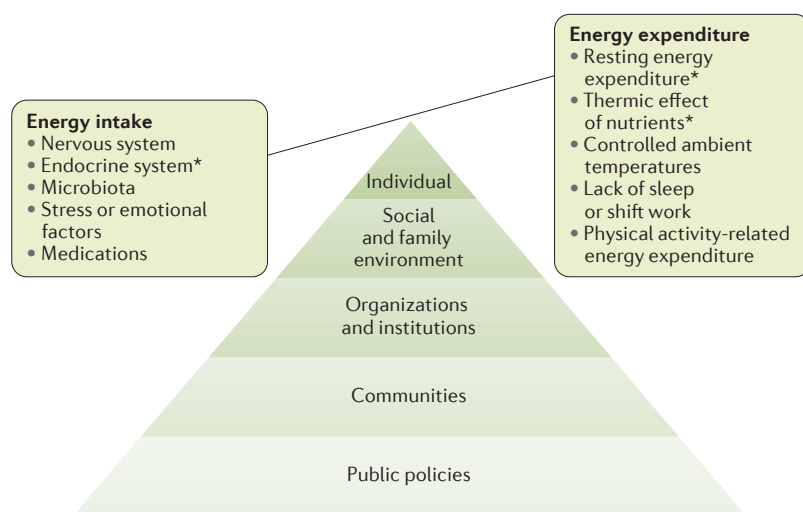 Energy intake
• Nervous system
• Endocrine system*
• Microbiota
• Stress or emotional
factors
• Medications
Energy expenditure
• Resting energy
expenditure*
• Thermic effect
of nutrients*
• Controlled ambient
temperatures
• Lack of sleep
or shift work
• Physical activity-related
energy expenditure
Individual
Social
and family
environment
Organizations
and institutions
Communities
Public policies